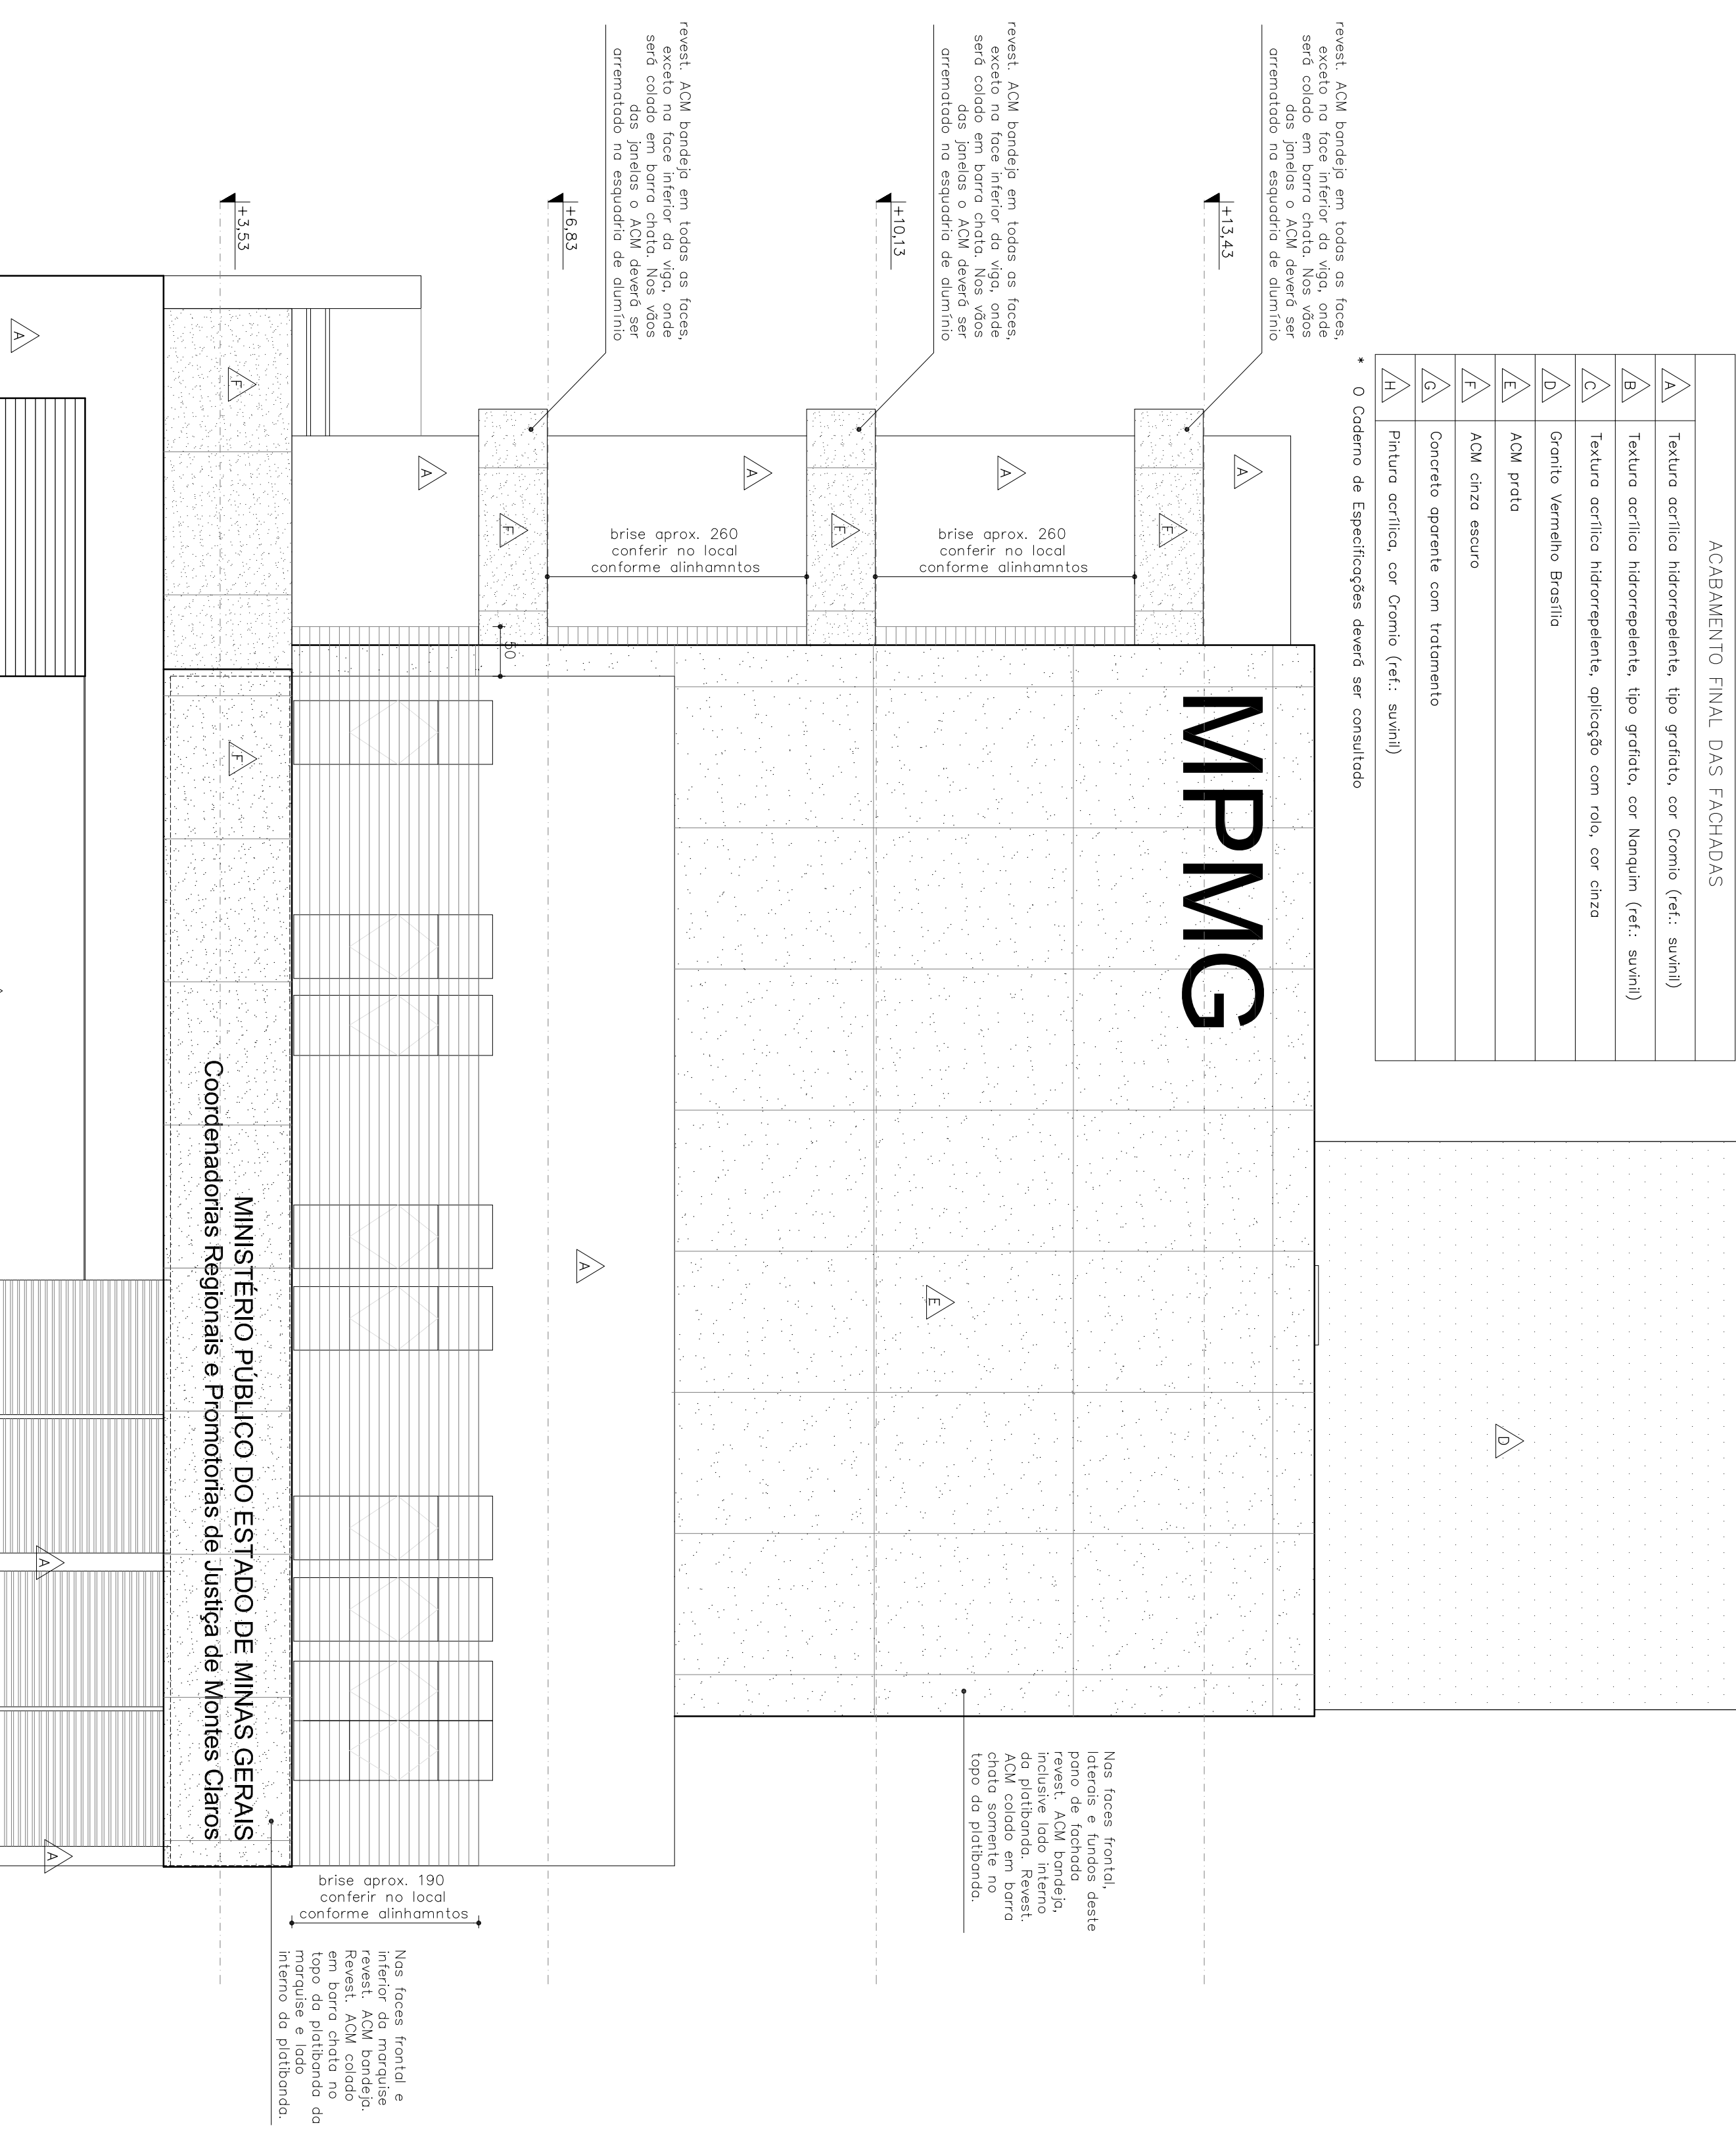 ACABAMENTO FINAL DAS FACHADAS
A Textura acrílica hidrorrepelente, tipo grafiato, cor Cromio (ref.: suvinil)
B Textura acrílica hidrorrepelente, tipo grafiato, cor Nanquim (ref.: suvinil)
C Textura acrílica hidrorrepelente, aplicação com rolo, cor cinza
D Granito Vermelho Brasília
E ACM prata
F ACM cinza escuro
G Concreto aparente com tratamento
H Pintura acrílica, cor Cromio (ref.: suvinil)
* O Caderno de Especificações deverá ser consultado
revest. ACM bandeja em todas as faces,
exceto na face inferior da viga, onde
será colado em barra chata. Nos vãos
das janelas o ACM deverá ser
arrematado na esquadria de alumínio
+13,43
A
F
D
MPMG
brise aprox. 260
conferir no local
conforme alinhamntos
A
revest. ACM bandeja em todas as faces,
exceto na face inferior da viga, onde
será colado em barra chata. Nos vãos
das janelas o ACM deverá ser
arrematado na esquadria de alumínio
+10,13
F
E
Nas faces frontal,
laterais e fundos deste
pano de fachada
revest. ACM bandeja,
inclusive lado interno
da platibanda. Revest.
ACM colado em barra
chata somente no
topo da platibanda.
brise aprox. 260
conferir no local
conforme alinhamntos
A
revest. ACM bandeja em todas as faces,
exceto na face inferior da viga, onde
será colado em barra chata. Nos vãos
das janelas o ACM deverá ser
arrematado na esquadria de alumínio
+6,83
F
50
A
A
brise aprox. 190
conferir no local
conforme alinhamntos
+3,53
F
F
MINISTÉRIO PÚBLICO DO ESTADO DE MINAS GERAIS
Coordenadorias Regionais e Promotorias de Justiça de Montes Claros
Nas faces frontal e
inferior da marquise
revest. ACM bandeja.
Revest. ACM colado
em barra chata no
topo da platibanda da
marquise e lado
interno da platibanda.
A
A
A